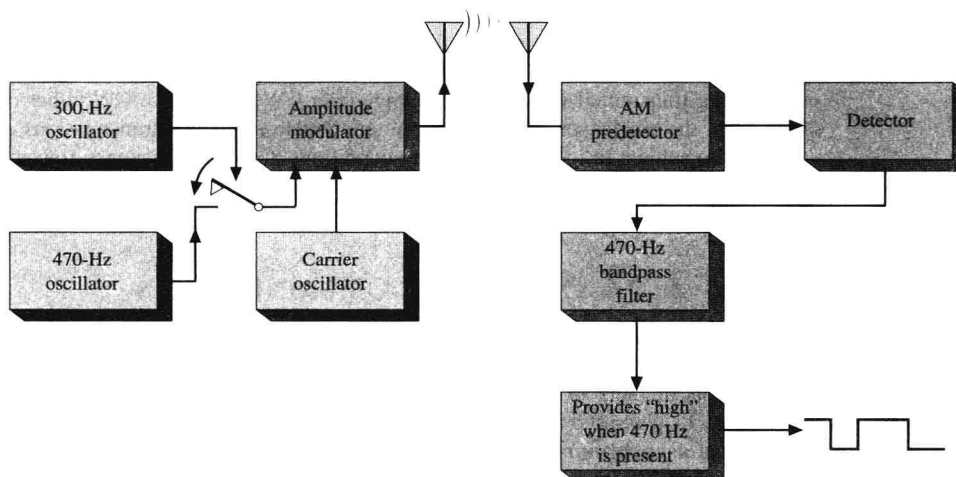 300-Hz
oscillator
Amplitude
modulator
AM
predetector
Detector
470-Hz
oscillator
Carrier
oscillator
470-Hz
bandpass
filter
Provides “high”
when 470 Hz
is present